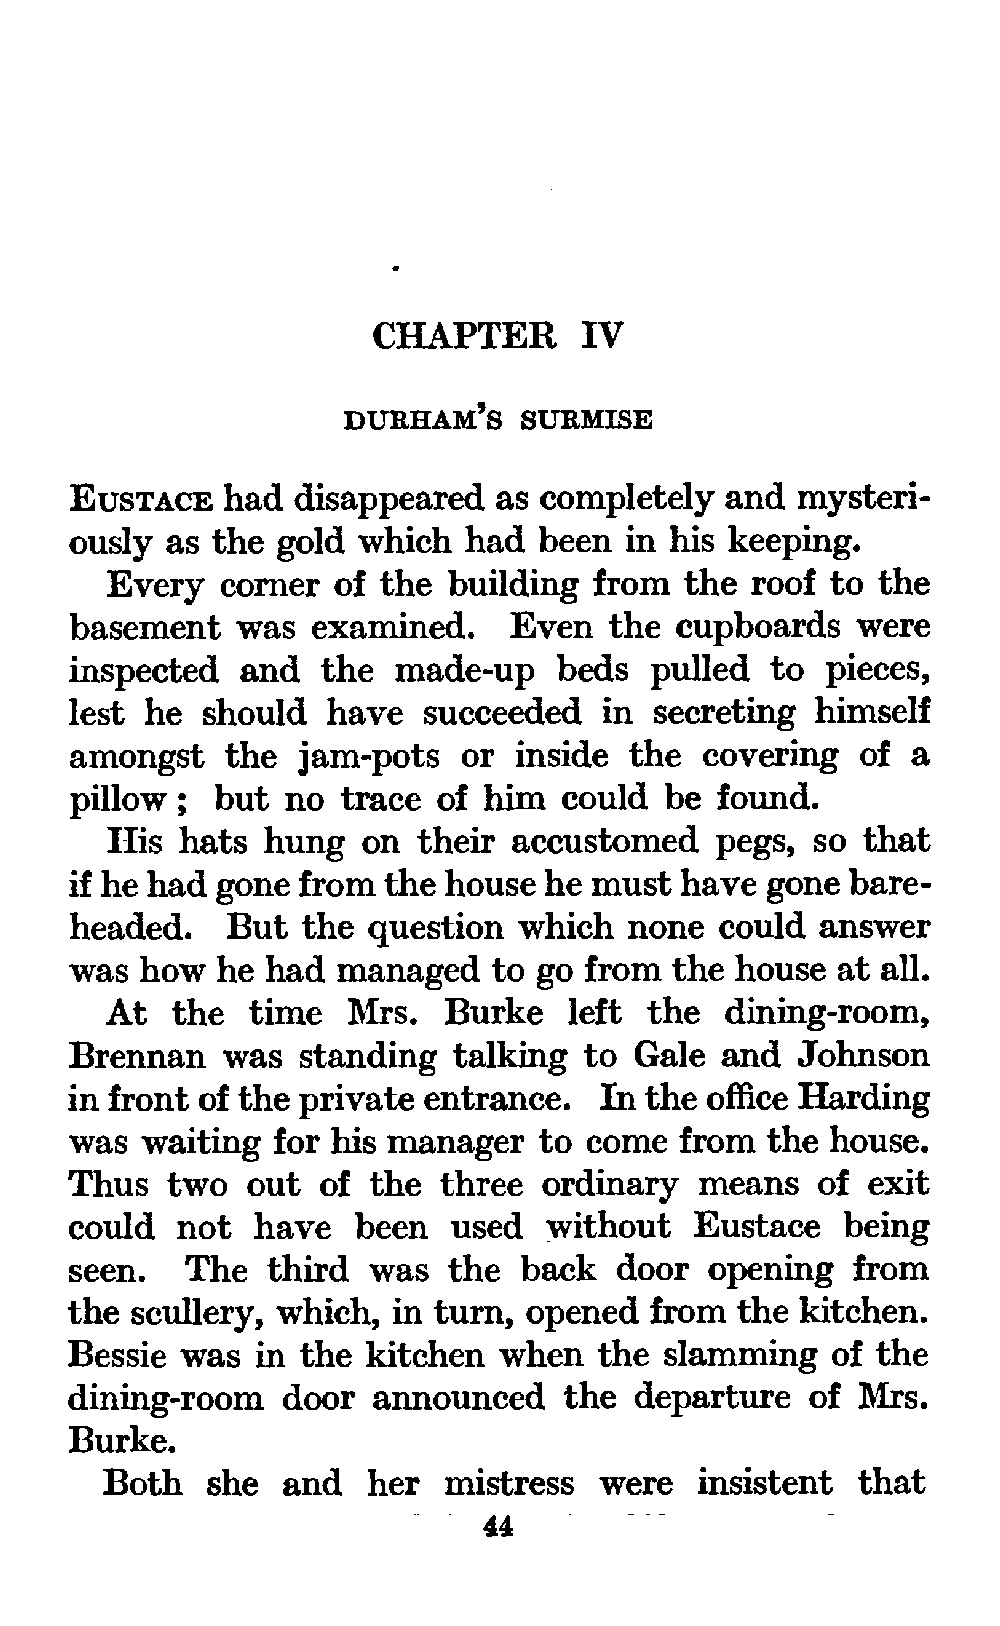 CHAPTER IV
DURHAM'S SURMISE
EUSTACE had disappeared as completely and mysteri-
ously as the gold which had been in his keeping.
Every corner of the building from the roof to the
basement was examined. Even the cupboards were
inspected and the made-up beds pulled to pieces,
lest he should have succeeded in secreting himself
amongst the jam-pots or inside the covering of a
pillow; but no trace of him could be found.
His hats hung on their accustomed pegs, so that
if he had gone from the house he must have gone bare-
headed. But the question which none could answer
was how he had managed to go from the house at all.
At the time Mrs. Burke left the dining-room,
Brennan was standing talking to Gale and Johnson
in front of the private entrance. In the office Harding
was waiting for his manager to come from the house.
Thus two out of the three ordinary means of exit
could not have been used without Eustace being
seen. The third was the back door opening from
the scullery, which, in turn, opened from the kitchen.
Bessie was in the kitchen when the slamming of the
dining-room door announced the departure of Mrs.
Burke.
Both she and her mistress were insistent that
44